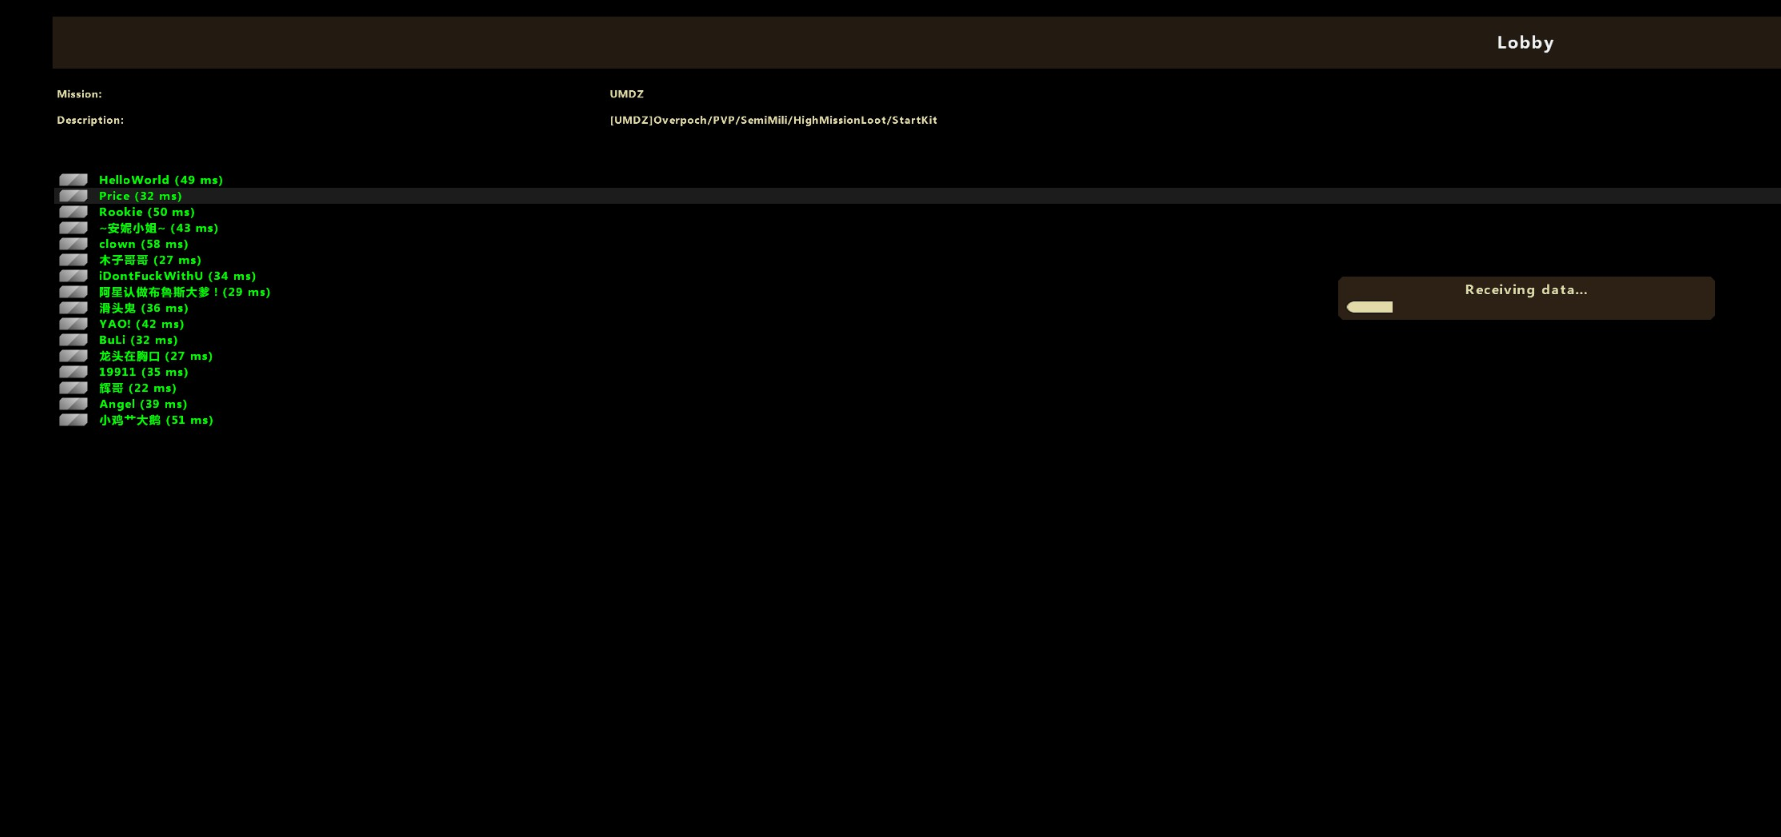 Lobby
Mission: UMDZ
Description: [UMDZ]Overpoch/PVP/SemiMili/HighMissionLoot/StartKit
HelloWorld (49 ms)
Price (32 ms)
Rookie (50 ms)
~安妮小姐~ (43 ms)
clown (58 ms)
木子哥哥 (27 ms)
iDontFuckWithU (34 ms)
Receiving data...
阿星认做布鲁斯大爹 ! (29 ms)
滑头鬼 (36 ms)
YAO! (42 ms)
BuLi (32 ms)
龙头在胸口 (27 ms)
19911 (35 ms)
辉哥 (22 ms)
Angel (39 ms)
小鸡艹大鹅 (51 ms)